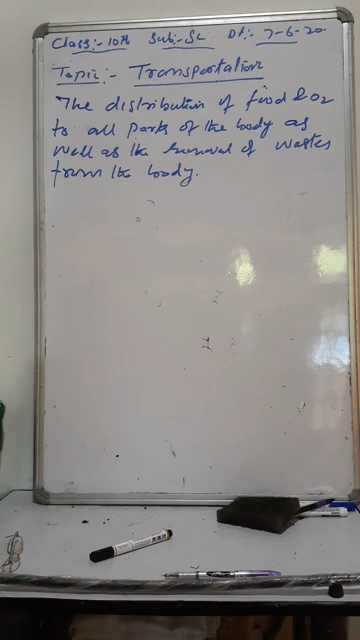 Class:- 10th Sub:- Sc Dt:- 7-6-20
Topic:- Transportation
The distribution of food & O2
to all parts of the body as
well as the removal of wastes
from the body.